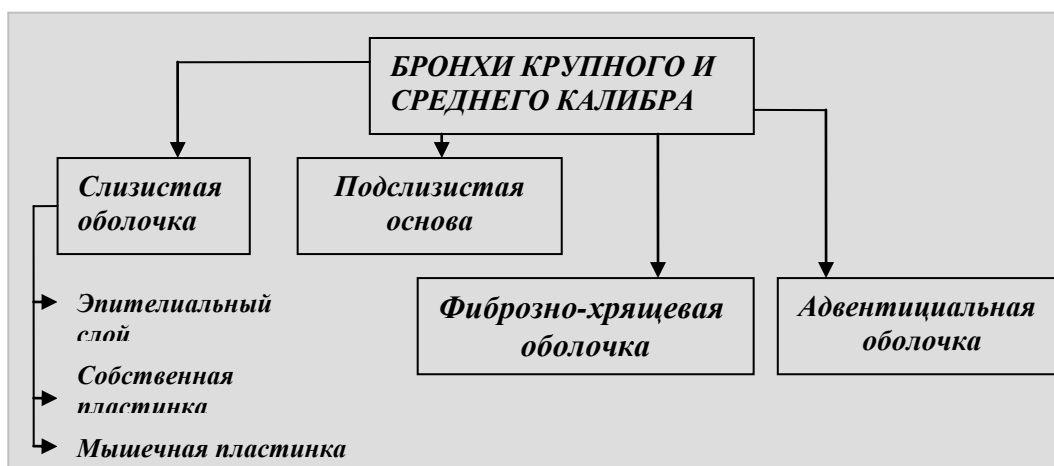 БРОНХИ КРУПНОГО И
СРЕДНЕГО КАЛИБРА
Слизистая
оболочка
Подслизистая
основа
Эпителиальный
слой
Собственная
пластинка
Мышечная пластинка
Фиброзно-хрящевая
оболочка
Адвентициальная
оболочка